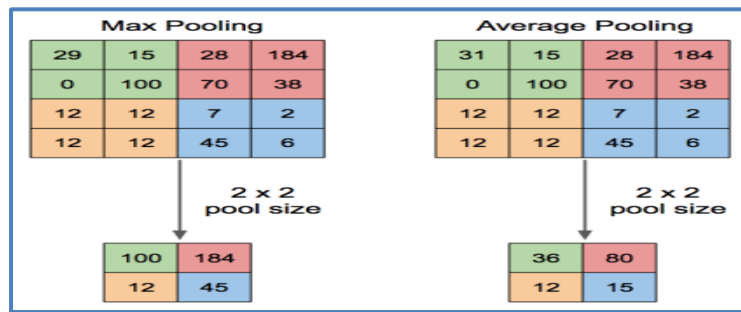 Max Pooling
29 15 28 184
0 100 70 38
12 12 7 2
12 12 45 6
2 x 2
pool size
100 184
12 45
Average Pooling
31 15 28 184
0 100 70 38
12 12 7 2
12 12 45 6
2 x 2
pool size
36 80
12 15